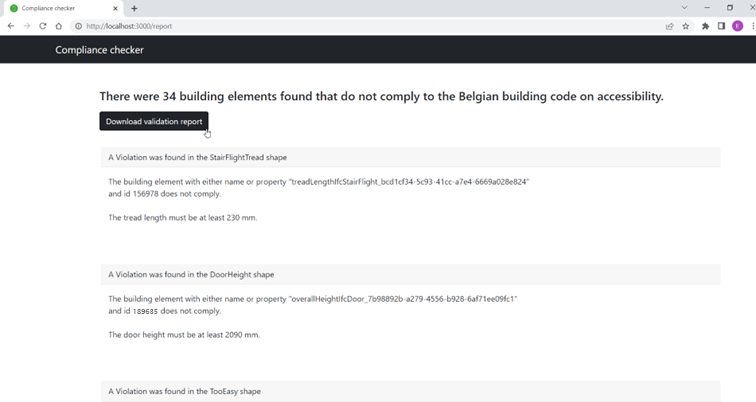 Compliance checker
http://localhost:3000/report
E
Compliance checker
There were 34 building elements found that do not comply to the Belgian building code on accessibility.
Download validation report
A Violation was found in the StairFlightTread shape
The building element with either name or property "treadLengthIfcStairFlight_bcd1cf34-5c93-41cc-a7e4-6669a028e824"
and id 156978 does not comply.
The tread length must be at least 230 mm.
A Violation was found in the DoorHeight shape
The building element with either name or property "overallHeightIfcDoor_7b98892b-a279-4556-b928-6af71ee09fc1"
and id 189685 does not comply.
The door height must be at least 2090 mm.
A Violation was found in the TooEasy shape